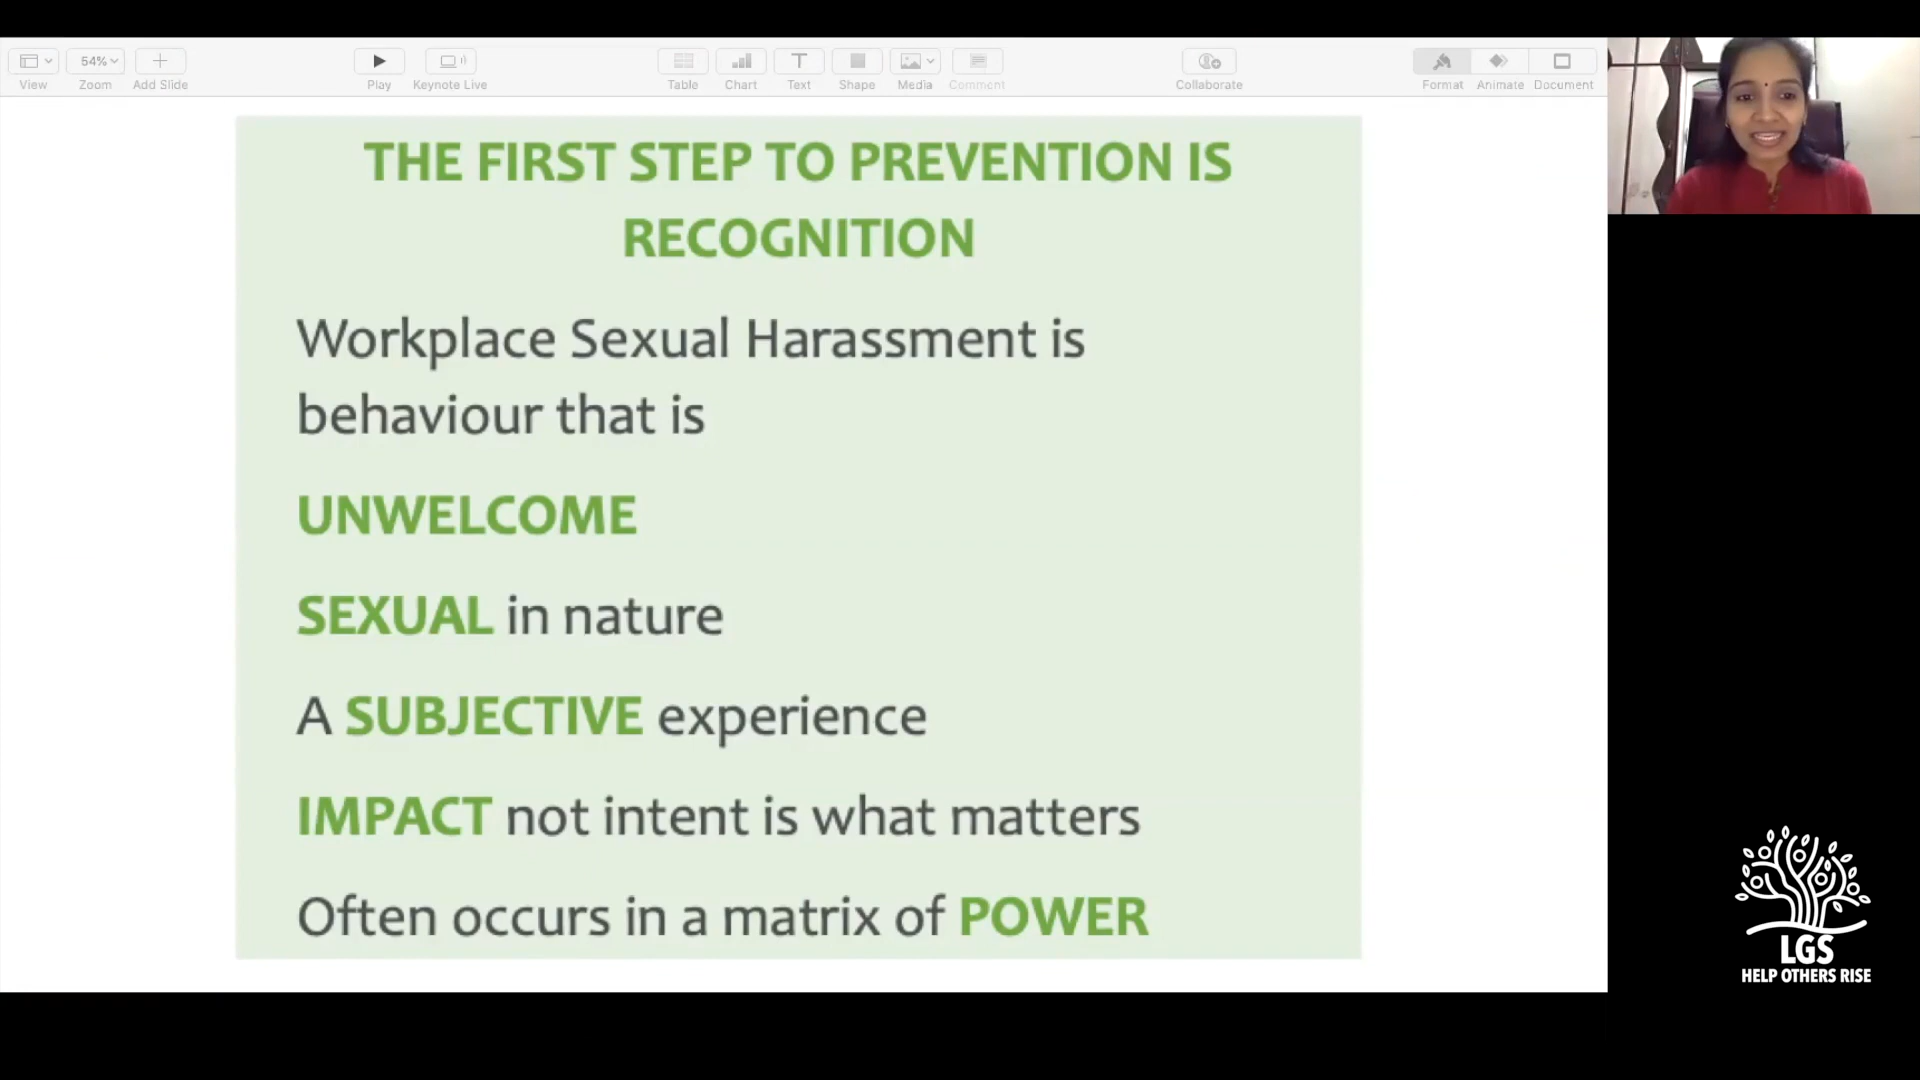 View
54%
Zoom
Add Slide
Play
Keynote Live
Table
Chart
Text
Shape
Media
Comment
Collaborate
Format
Animate
Document
THE FIRST STEP TO PREVENTION IS
RECOGNITION
Workplace Sexual Harassment is
behaviour that is
UNWELCOME
SEXUAL in nature
A SUBJECTIVE experience
IMPACT not intent is what matters
Often occurs in a matrix of POWER
LGS
HELP OTHERS RISE